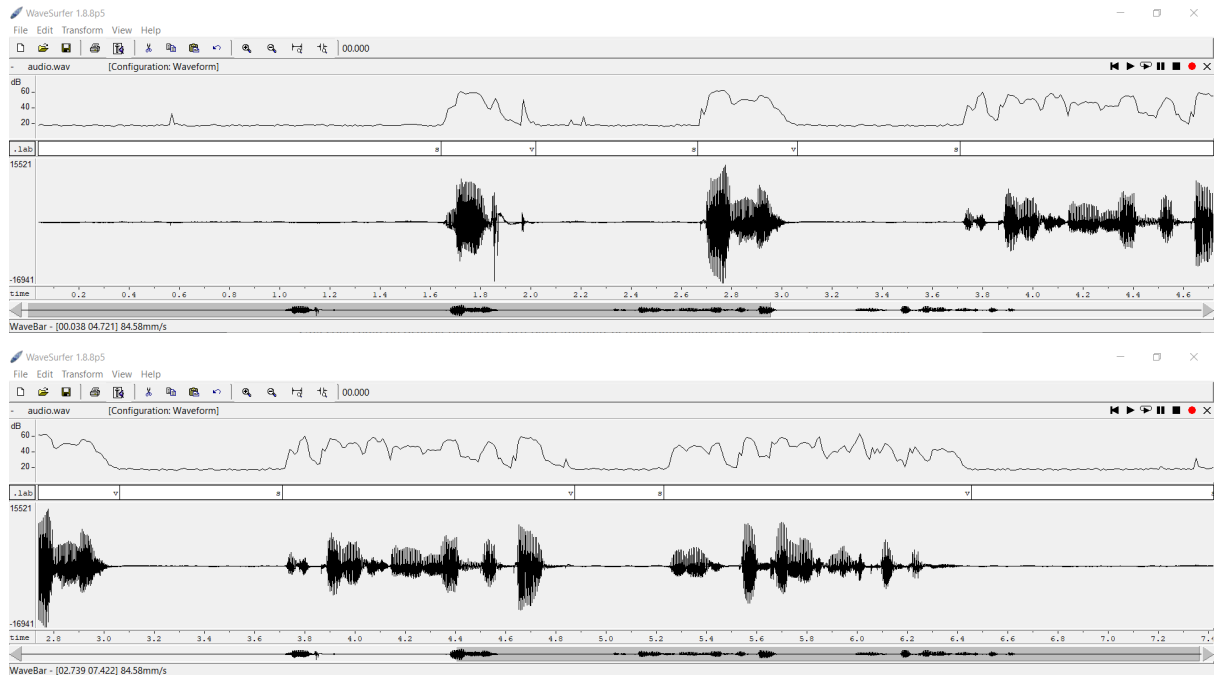 WaveSurfer 1.8.8p5
File Edit Transform View Help
00.000
- audio.wav [Configuration: Waveform]
dB
60
40
20
.lab s v s v s
15521
-16941
time 0.2 0.4 0.6 0.8 1.0 1.2 1.4 1.6 1.8 2.0 2.2 2.4 2.6 2.8 3.0 3.2 3.4 3.6 3.8 4.0 4.2 4.4 4.6
WaveBar - [00.038 04.721] 84.58mm/s
WaveSurfer 1.8.8p5
File Edit Transform View Help
00.000
- audio.wav [Configuration: Waveform]
dB
60
40
20
.lab v s v s v s
15521
-16941
time 2.8 3.0 3.2 3.4 3.6 3.8 4.0 4.2 4.4 4.6 4.8 5.0 5.2 5.4 5.6 5.8 6.0 6.2 6.4 6.6 6.8 7.0 7.2 7.4
WaveBar - [02.739 07.422] 84.58mm/s